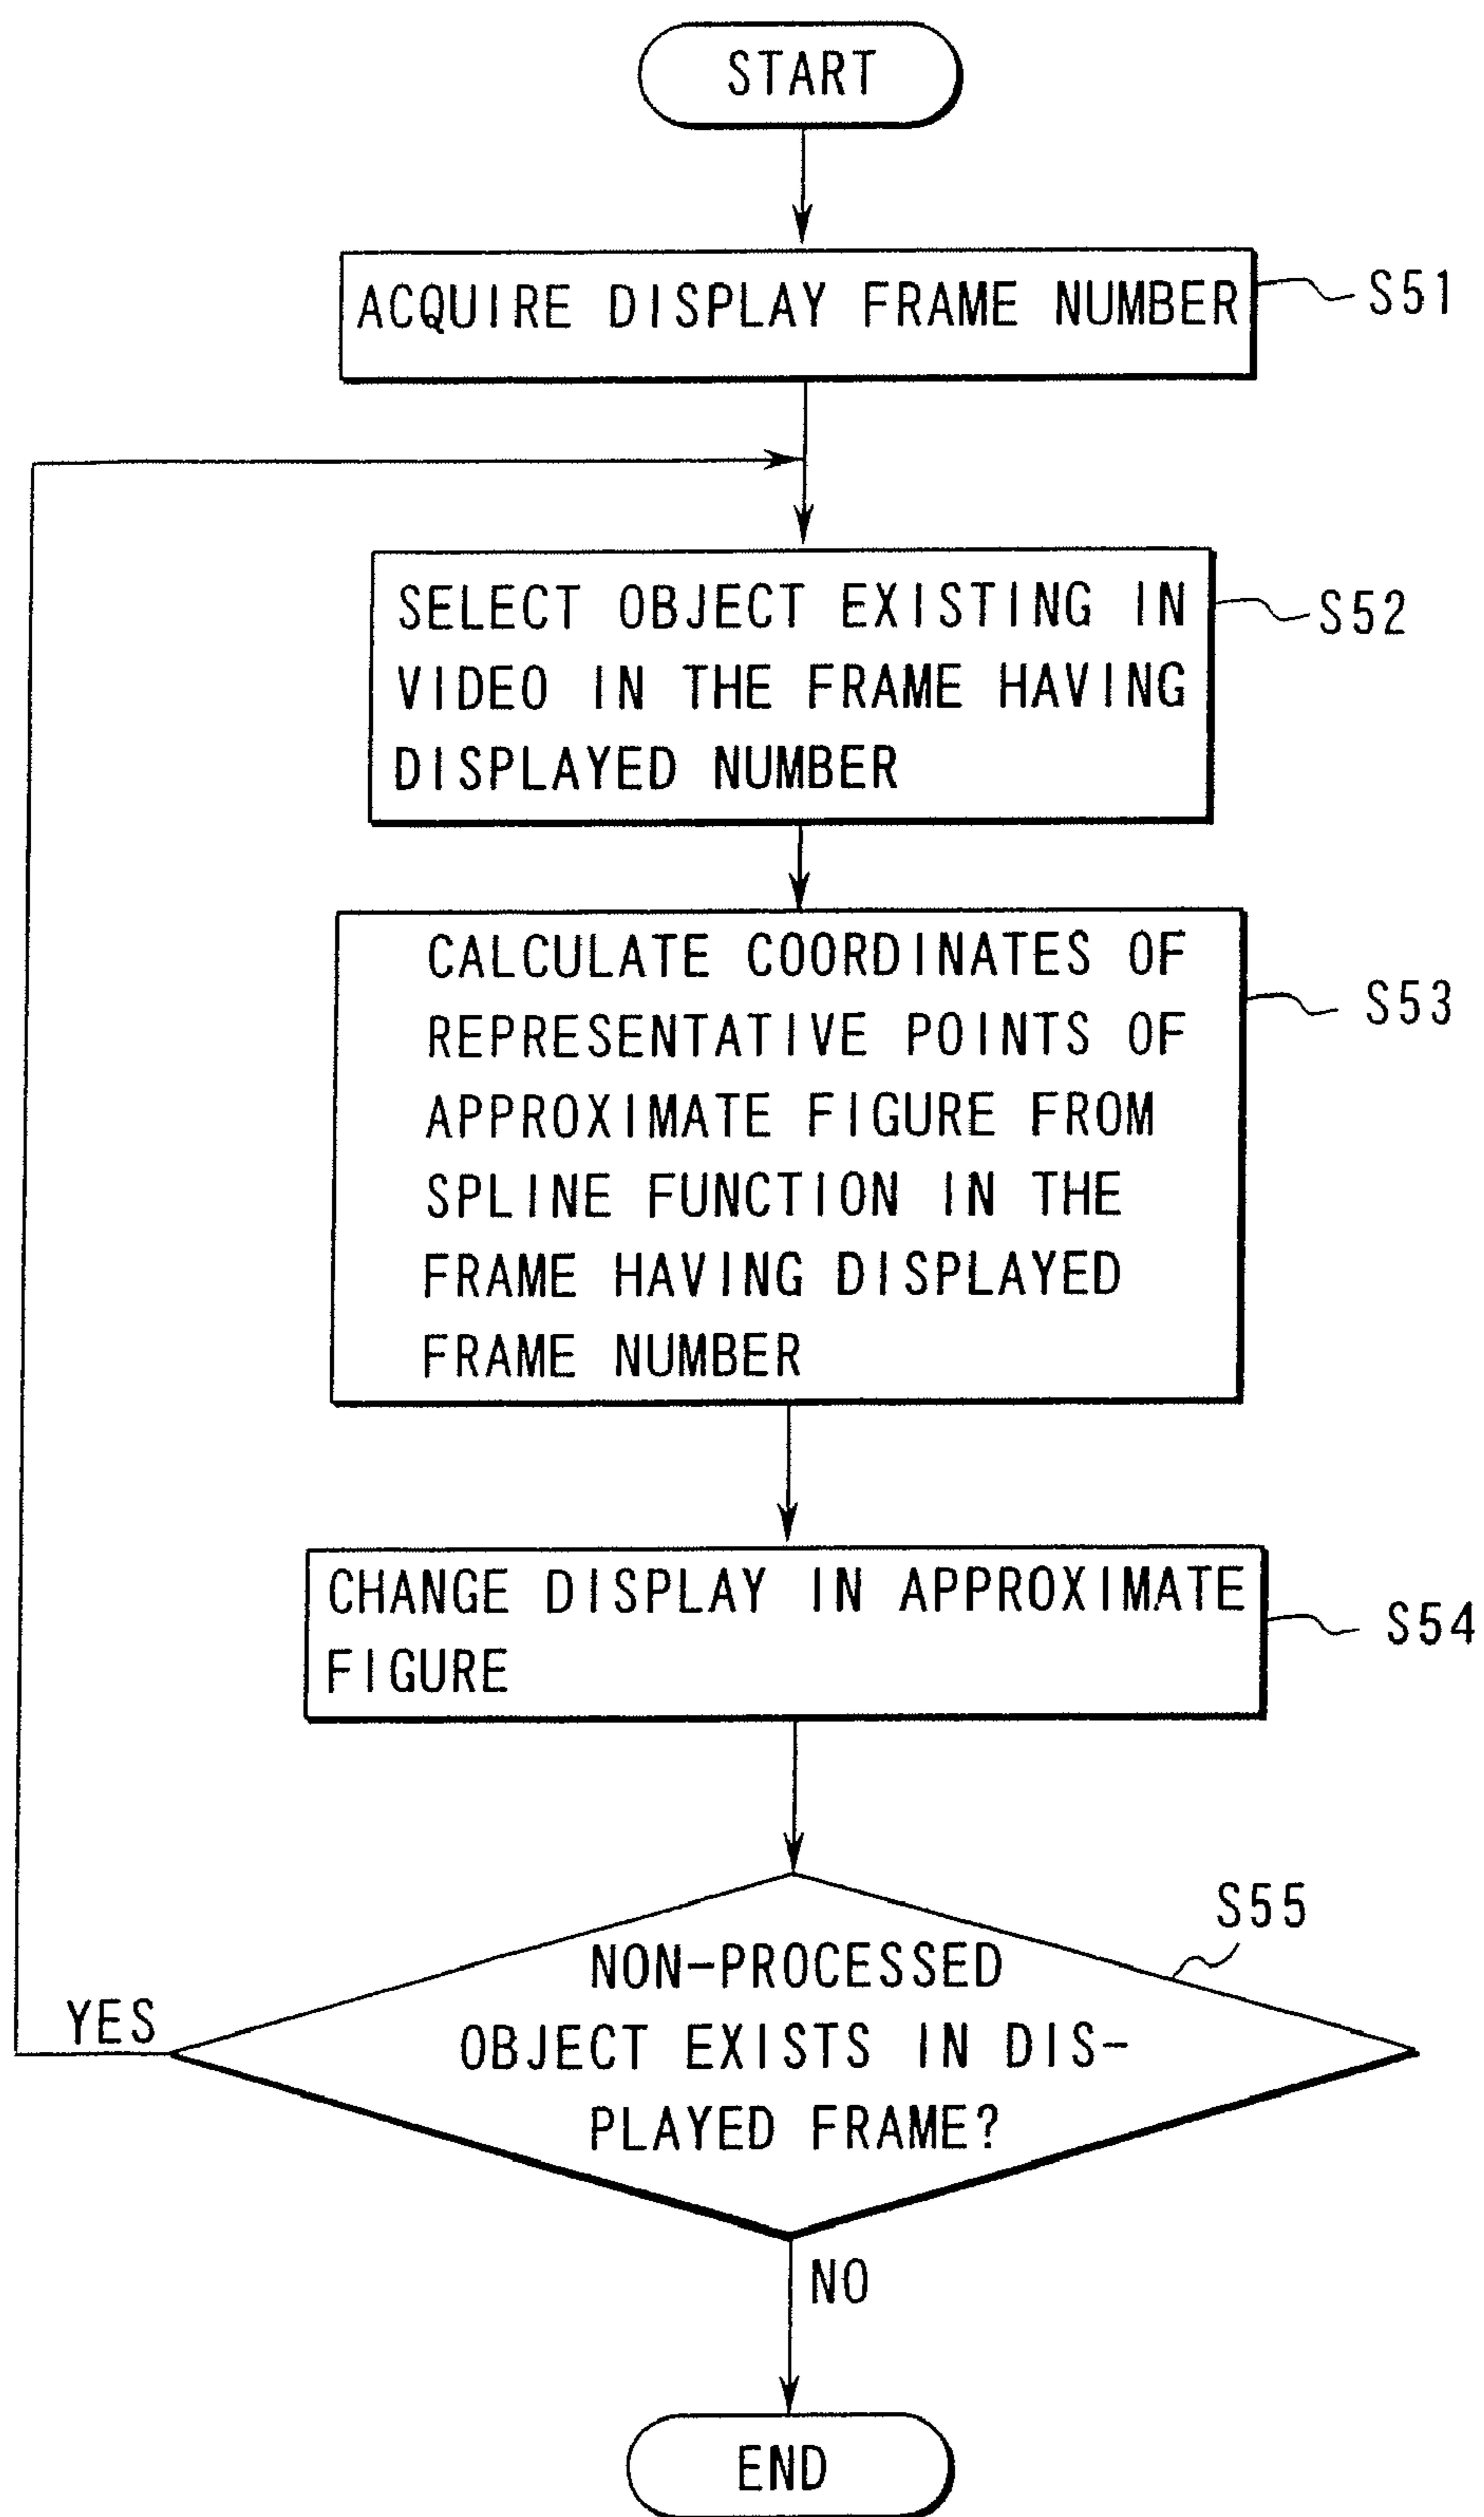 START
ACQUIRE DISPLAY FRAME NUMBER
S51
SELECT OBJECT EXISTING IN
VIDEO IN THE FRAME HAVING
DISPLAYED NUMBER
S52
CALCULATE COORDINATES OF
REPRESENTATIVE POINTS OF
APPROXIMATE FIGURE FROM
SPLINE FUNCTION IN THE
FRAME HAVING DISPLAYED
FRAME NUMBER
S53
CHANGE DISPLAY IN APPROXIMATE
FIGURE
S54
S55
NON-PROCESSED
OBJECT EXISTS IN DIS-
PLAYED FRAME?
YES
NO
END